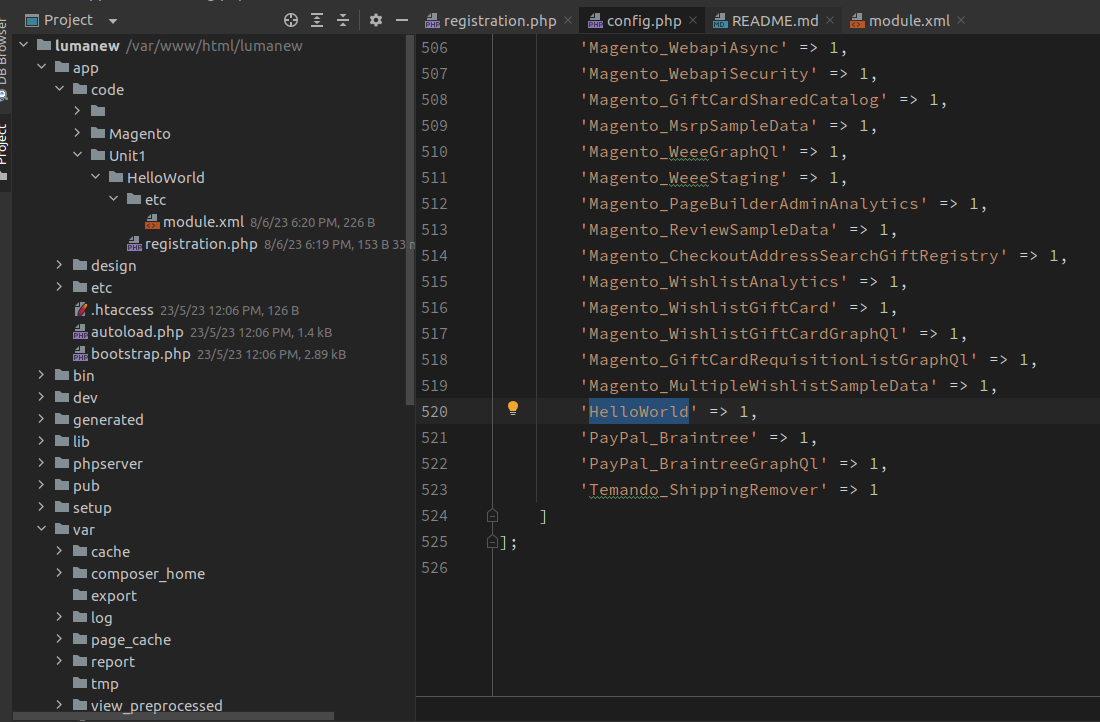 Project
registration.php
config.php
README.md
module.xml
DB Browser
Project
lumanew /var/www/html/lumanew
app
code
Magento
Unit1
HelloWorld
etc
module.xml 8/6/23 6:20 PM, 226 B
registration.php 8/6/23 6:19 PM, 153 B 33 m
design
etc
.htaccess 23/5/23 12:06 PM, 126 B
autoload.php 23/5/23 12:06 PM, 1.4 kB
bootstrap.php 23/5/23 12:06 PM, 2.89 kB
bin
dev
generated
lib
phpserver
pub
setup
var
cache
composer_home
export
log
page_cache
report
tmp
view_preprocessed
506 'Magento_WebapiAsync' => 1,
507 'Magento_WebapiSecurity' => 1,
508 'Magento_GiftCardSharedCatalog' => 1,
509 'Magento_MsrpSampleData' => 1,
510 'Magento_WeeeGraphQl' => 1,
511 'Magento_WeeeStaging' => 1,
512 'Magento_PageBuilderAdminAnalytics' => 1,
513 'Magento_ReviewSampleData' => 1,
514 'Magento_CheckoutAddressSearchGiftRegistry' => 1,
515 'Magento_WishlistAnalytics' => 1,
516 'Magento_WishlistGiftCard' => 1,
517 'Magento_WishlistGiftCardGraphQl' => 1,
518 'Magento_GiftCardRequisitionListGraphQl' => 1,
519 'Magento_MultipleWishlistSampleData' => 1,
520 'HelloWorld' => 1,
521 'PayPal_Braintree' => 1,
522 'PayPal_BraintreeGraphQl' => 1,
523 'Temando_ShippingRemover' => 1
524 ]
525 ];
526